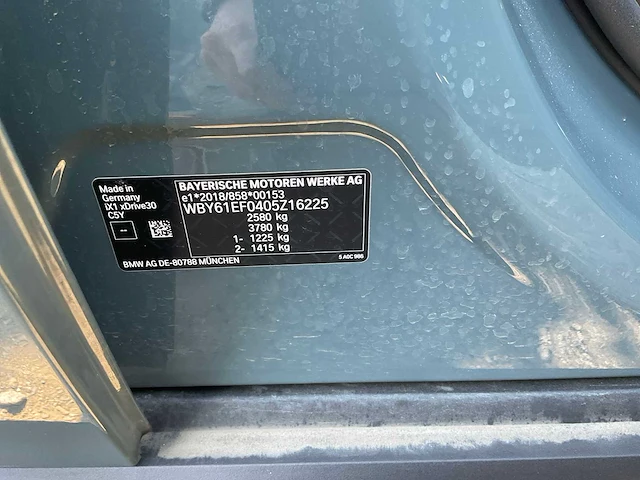 BAYERISCHE MOTOREN WERKE AG
e1*2018/858*00153
WBY61EF0405Z16225
2580 kg
3780 kg
1- 1225 kg
2- 1415 kg
Made in
Germany
iX1 xDrive30
C5Y
--
BMW AG DE-80788 MÜNCHEN
5 A0C 986